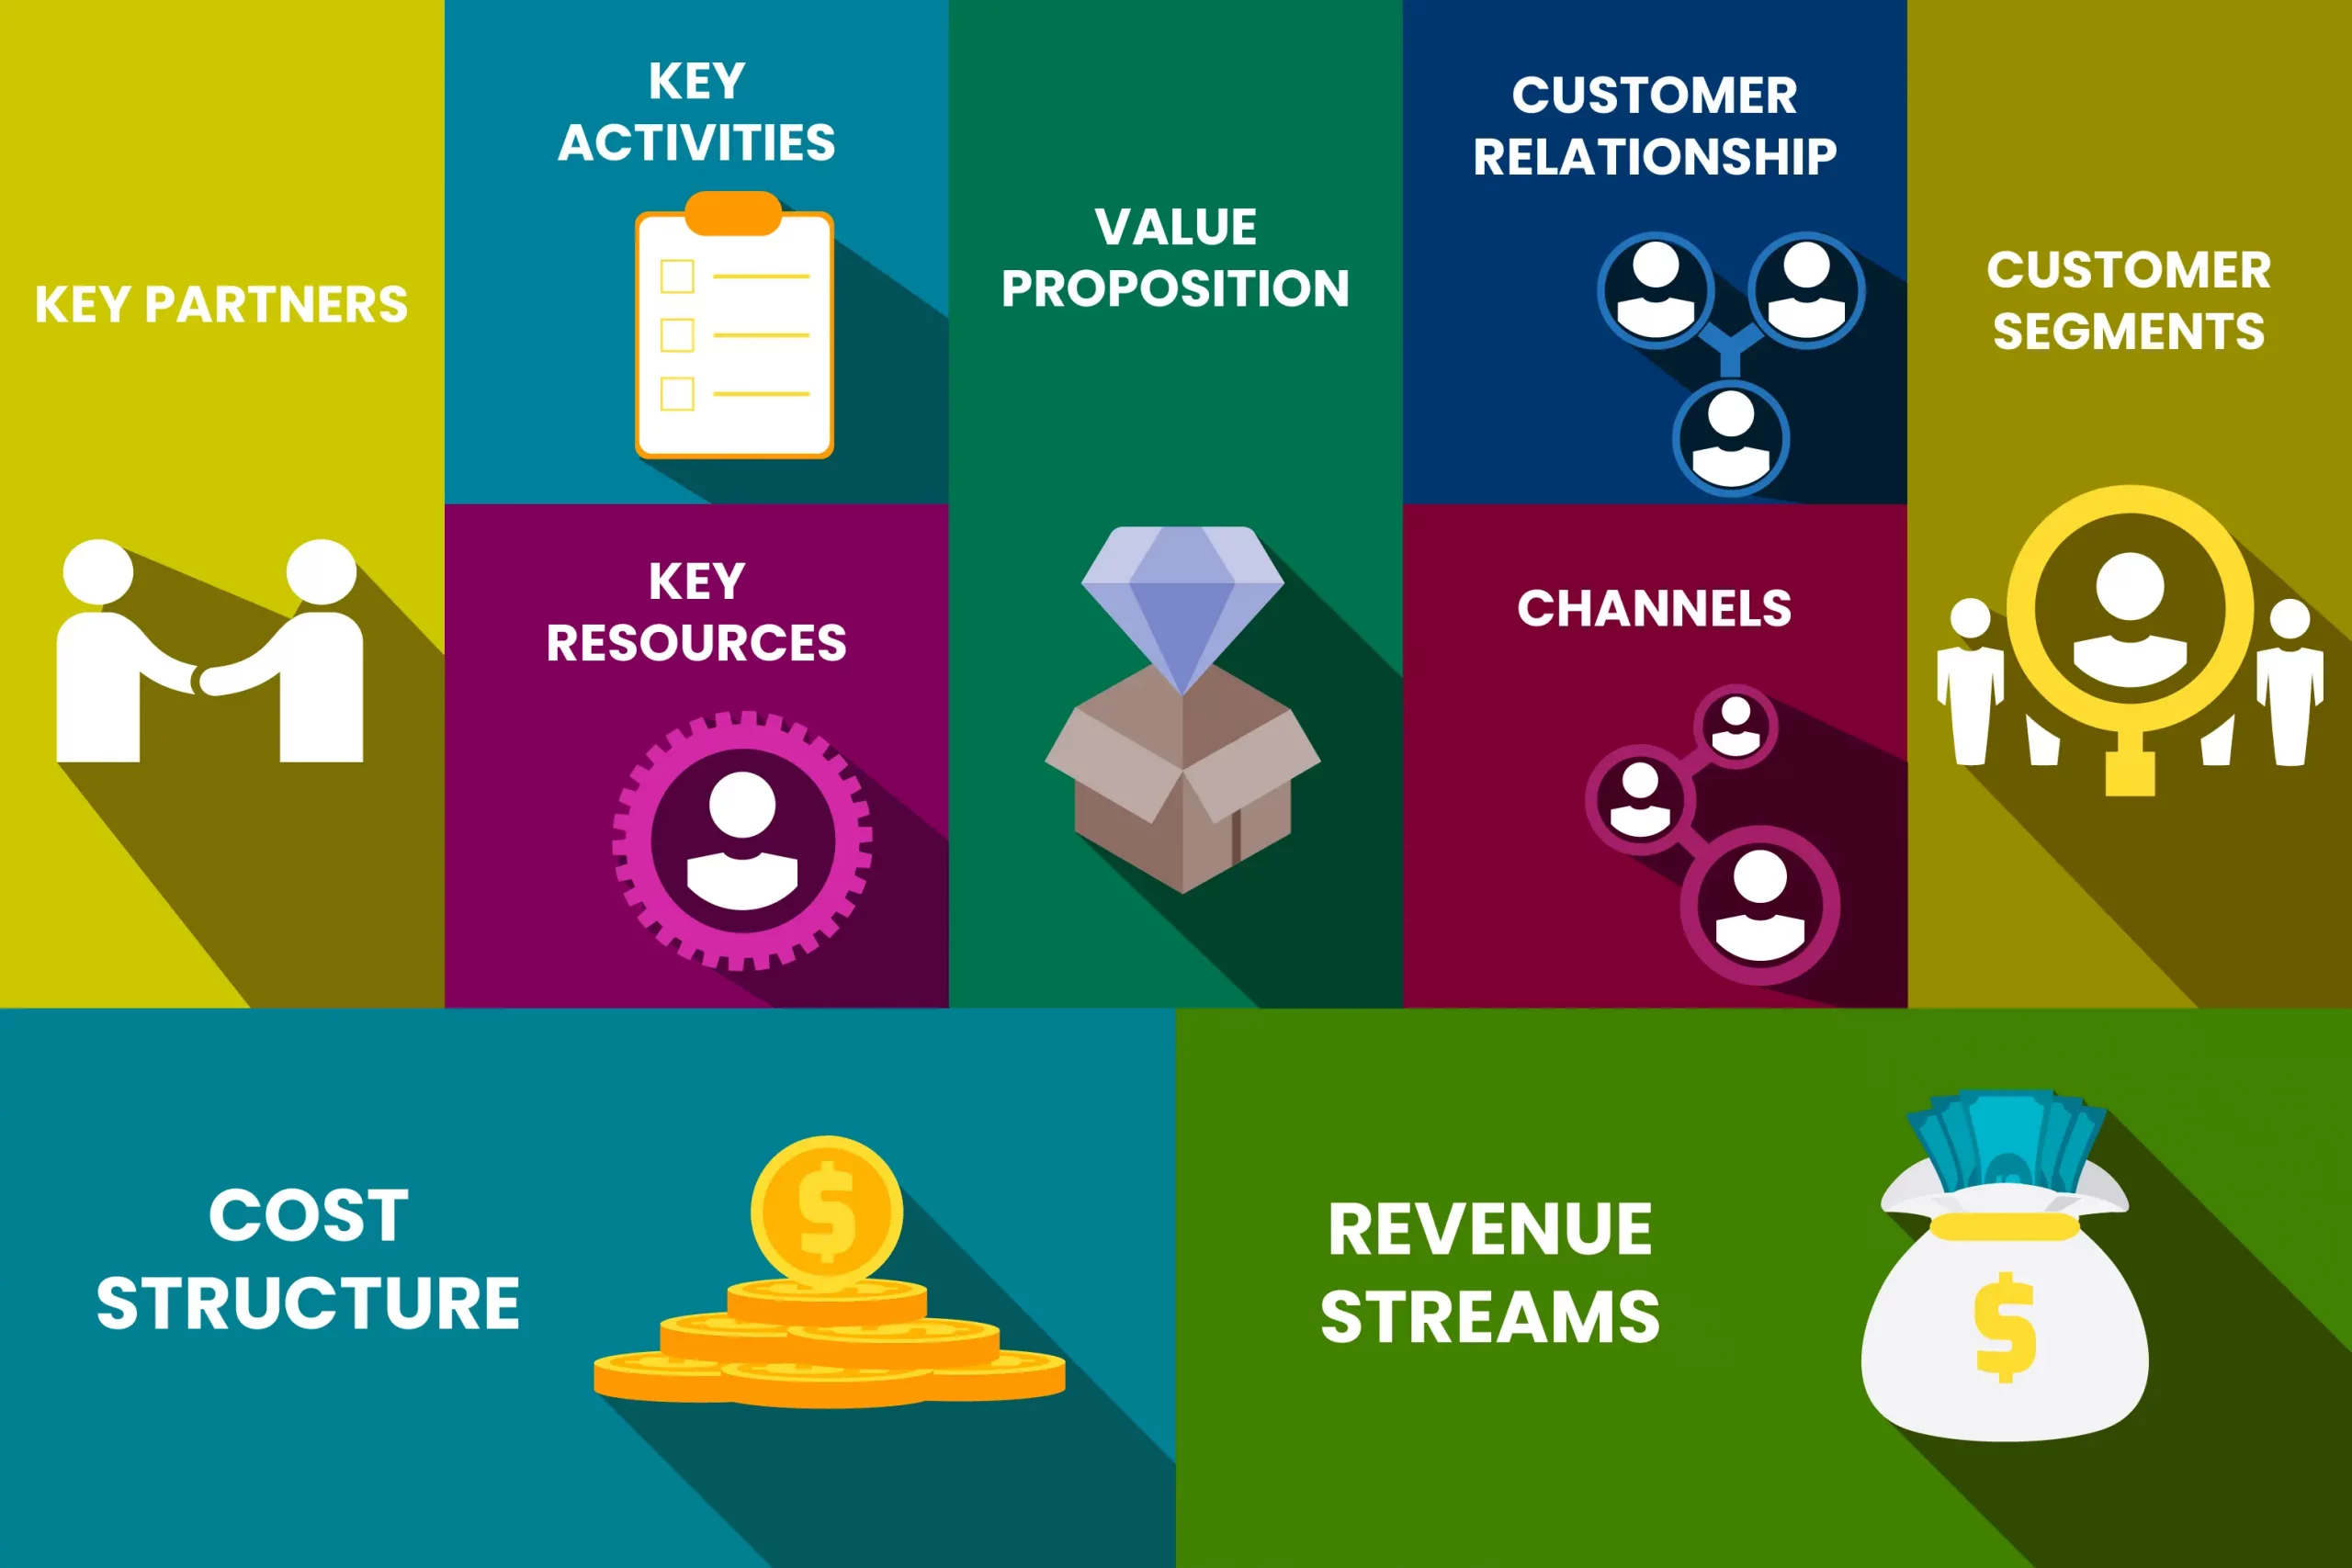 KEY PARTNERS
KEY
ACTIVITIES
KEY
RESOURCES
VALUE
PROPOSITION
CUSTOMER
RELATIONSHIP
CHANNELS
CUSTOMER
SEGMENTS
COST
STRUCTURE
$
REVENUE
STREAMS
$